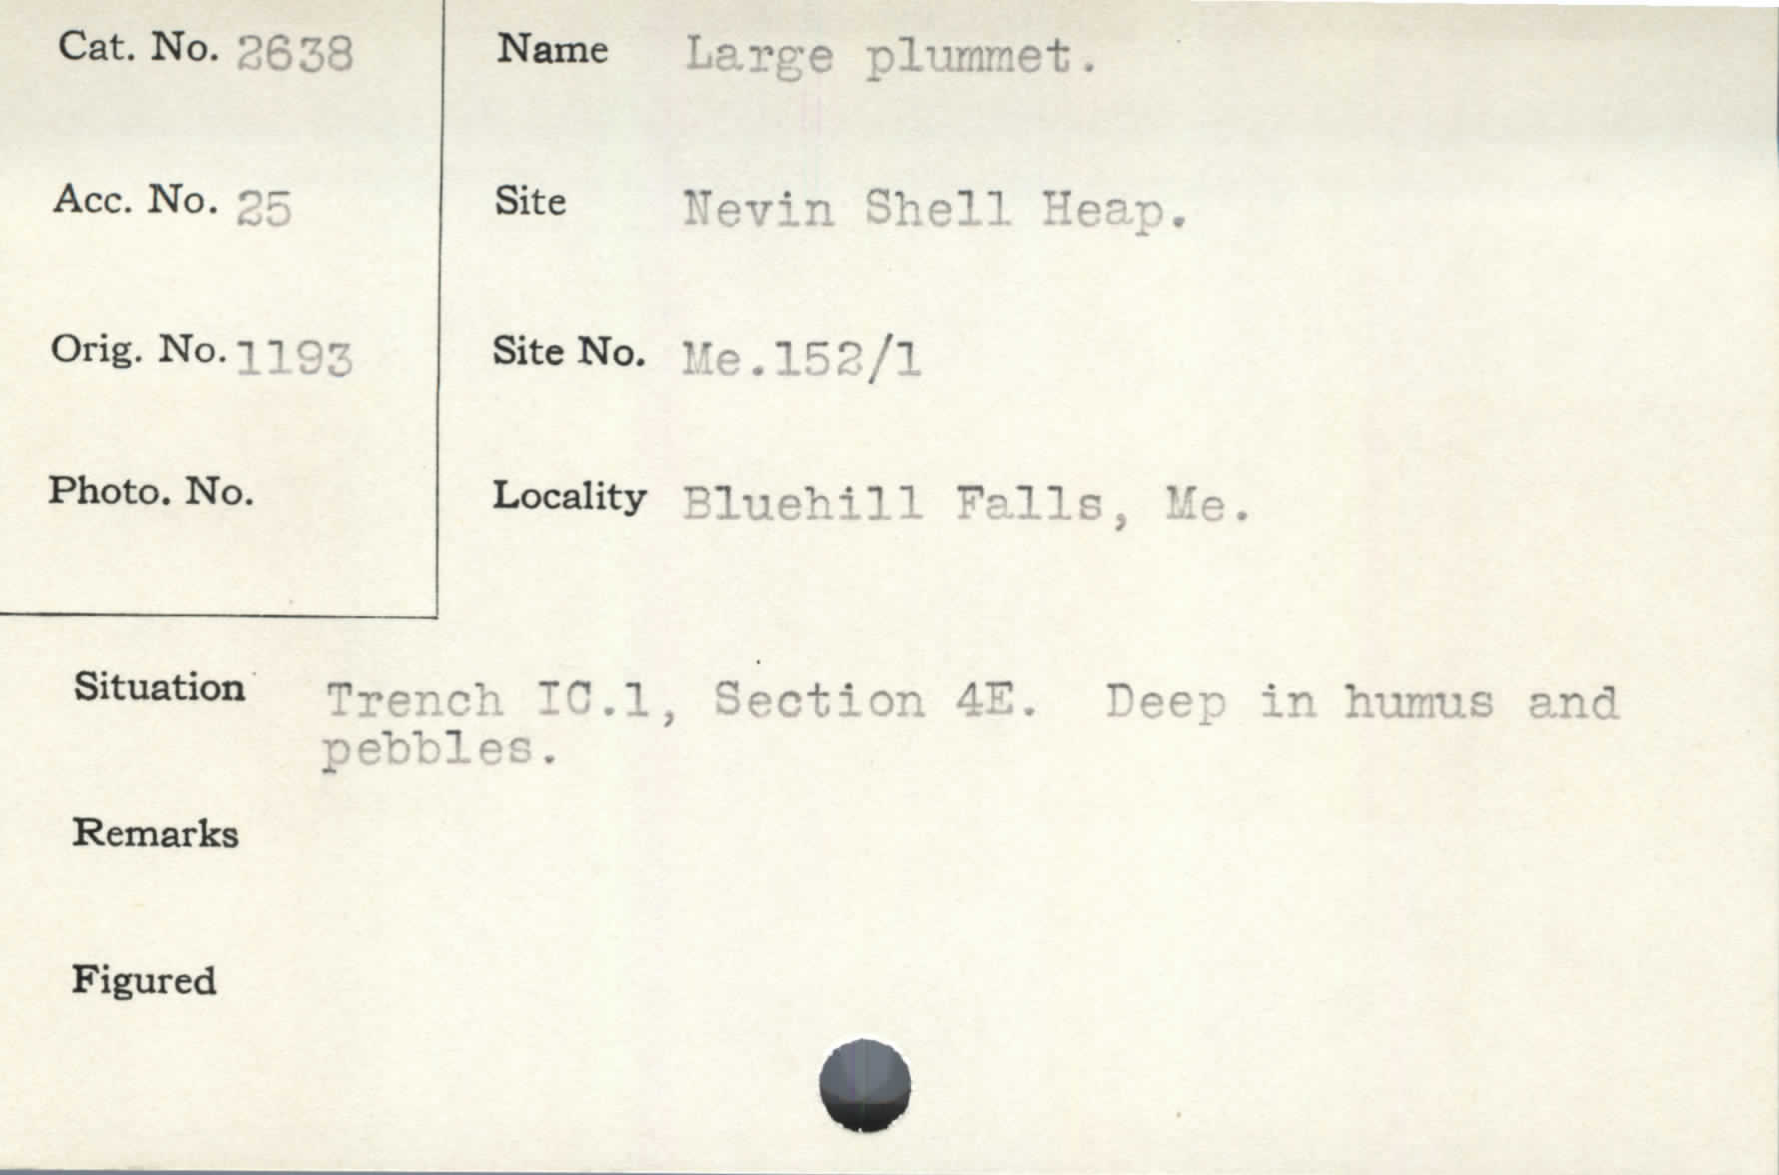 Cat. No. 2638
Name Large plummet.
Acc. No. 25
Site Nevin Shell Heap.
Orig. No. 1193
Site No. Me.152/1
Photo. No.
Locality Bluehill Falls, Me.
Situation Trench IC.1, Section 4E. Deep in humus and
pebbles.
Remarks
Figured